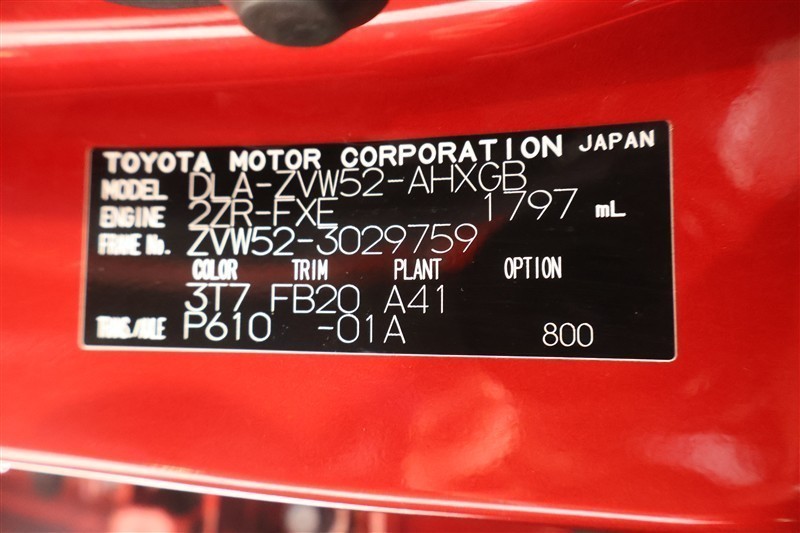 TOYOTA MOTOR CORPORATION JAPAN
MODEL DLA-ZVW52-AHXGB
ENGINE 2ZR-FXE 1797 mL
FRAME No. ZVW52-3029759
COLOR TRIM PLANT OPTION
3T7 FB20 A41
TRANS./AXLE P610 -01A 800